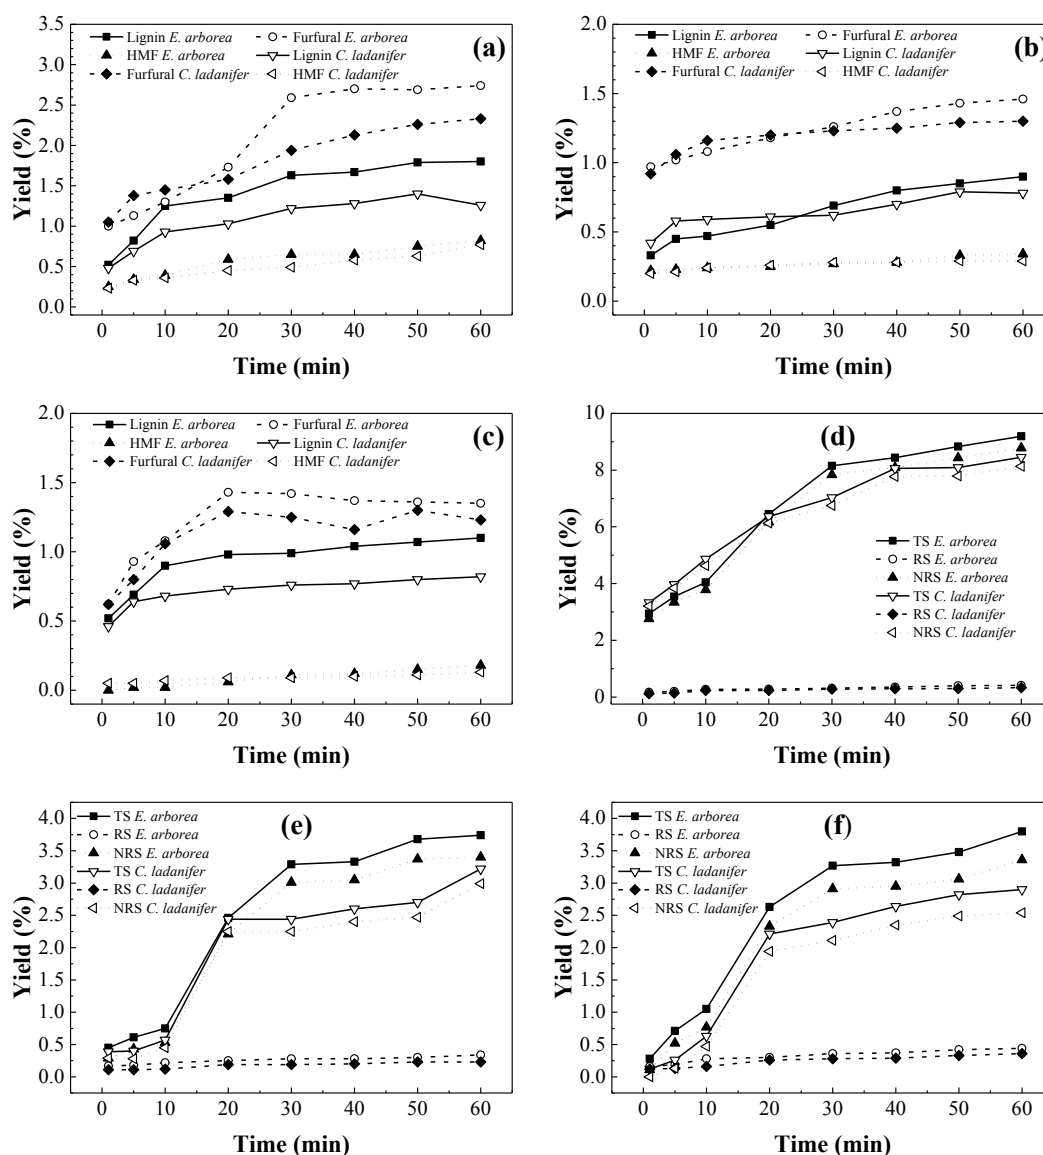 (a)
Lignin E. arborea Furfural E. arborea
HMF E. arborea Lignin C. ladanifer
Furfural C. ladanifer HMF C. ladanifer
3.5
3.0
2.5
2.0
1.5
1.0
0.5
0.0
Yield (%)
0 10 20 30 40 50 60
Time (min)
(b)
Lignin E. arborea Furfural E. arborea
HMF E. arborea Lignin C. ladanifer
Furfural C. ladanifer HMF C. ladanifer
2.0
1.5
1.0
0.5
0.0
Yield (%)
0 10 20 30 40 50 60
Time (min)
(c)
Lignin E. arborea Furfural E. arborea
HMF E. arborea Lignin C. ladanifer
Furfural C. ladanifer HMF C. ladanifer
2.0
1.5
1.0
0.5
0.0
Yield (%)
0 10 20 30 40 50 60
Time (min)
(d)
10
8
6
4
2
0
Yield (%)
TS E. arborea
RS E. arborea
NRS E. arborea
TS C. ladanifer
RS C. ladanifer
NRS C. ladanifer
0 10 20 30 40 50 60
Time (min)
(e)
TS E. arborea
RS E. arborea
NRS E. arborea
TS C. ladanifer
RS C. ladanifer
NRS C. ladanifer
4.0
3.5
3.0
2.5
2.0
1.5
1.0
0.5
0.0
Yield (%)
0 10 20 30 40 50 60
Time (min)
(f)
TS E. arborea
RS E. arborea
NRS E. arborea
TS C. ladanifer
RS C. ladanifer
NRS C. ladanifer
4.0
3.5
3.0
2.5
2.0
1.5
1.0
0.5
0.0
Yield (%)
0 10 20 30 40 50 60
Time (min)